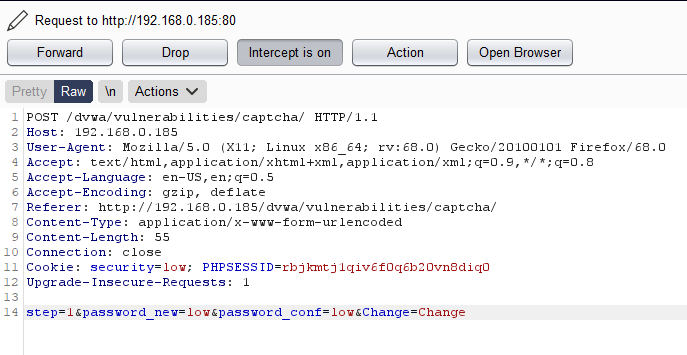 Request to http://192.168.0.185:80
Forward Drop Intercept is on Action Open Browser
Pretty Raw \n Actions
1 POST /dvwa/vulnerabilities/captcha/ HTTP/1.1
2 Host: 192.168.0.185
3 User-Agent: Mozilla/5.0 (X11; Linux x86_64; rv:68.0) Gecko/20100101 Firefox/68.0
4 Accept: text/html,application/xhtml+xml,application/xml;q=0.9,*/*;q=0.8
5 Accept-Language: en-US,en;q=0.5
6 Accept-Encoding: gzip, deflate
7 Referer: http://192.168.0.185/dvwa/vulnerabilities/captcha/
8 Content-Type: application/x-www-form-urlencoded
9 Content-Length: 55
10 Connection: close
11 Cookie: security=low; PHPSESSID=rbjkmtj1qiv6f0q6b20vn8diq0
12 Upgrade-Insecure-Requests: 1
13
14 step=1&password_new=low&password_conf=low&Change=Change